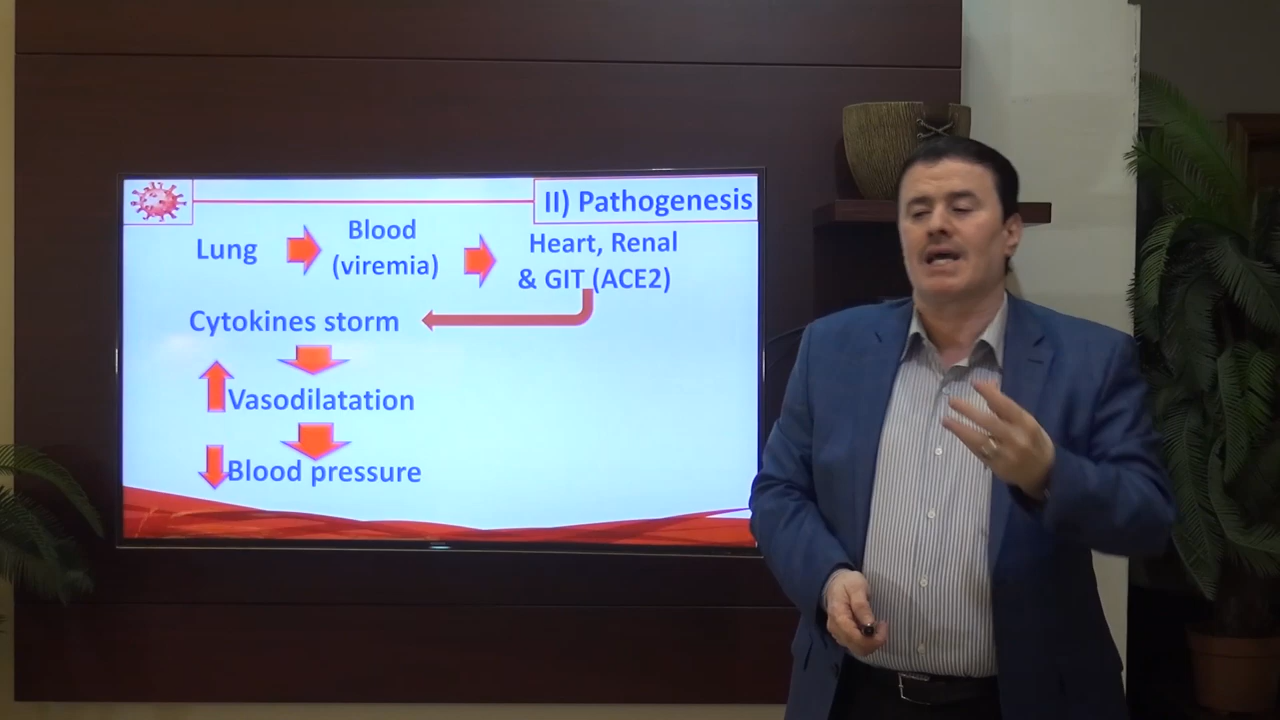 II) Pathogenesis
Lung
Blood
(viremia)
Heart, Renal
& GIT (ACE2)
Cytokines storm
Vasodilatation
Blood pressure